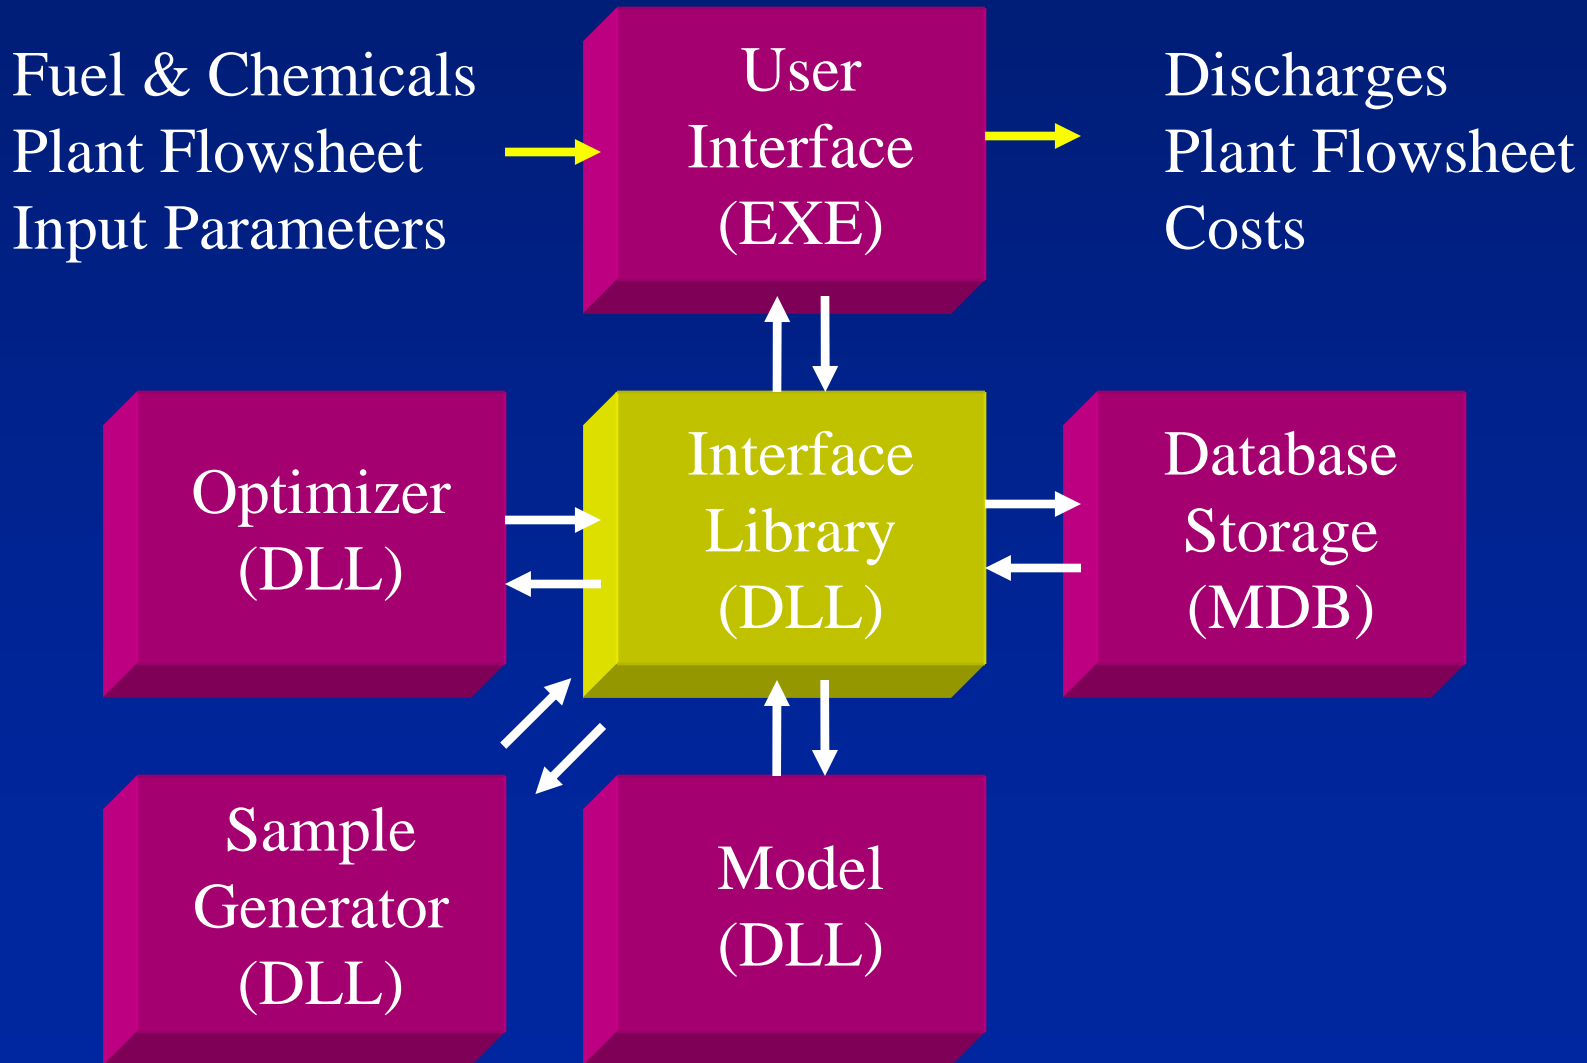 Fuel & Chemicals
Plant Flowsheet
Input Parameters
User
Interface
(EXE)
Discharges
Plant Flowsheet
Costs
Optimizer
(DLL)
Interface
Library
(DLL)
Database
Storage
(MDB)
Sample
Generator
(DLL)
Model
(DLL)